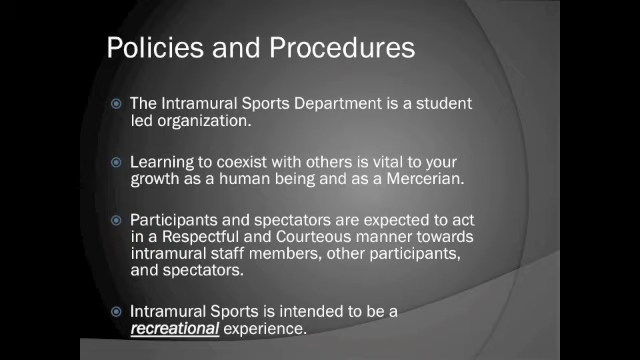 Policies and Procedures
The Intramural Sports Department is a student
led organization.
Learning to coexist with others is vital to your
growth as a human being and as a Mercerian.
Participants and spectators are expected to act
in a Respectful and Courteous manner towards
intramural staff members, other participants,
and spectators.
Intramural Sports is intended to be a
recreational experience.